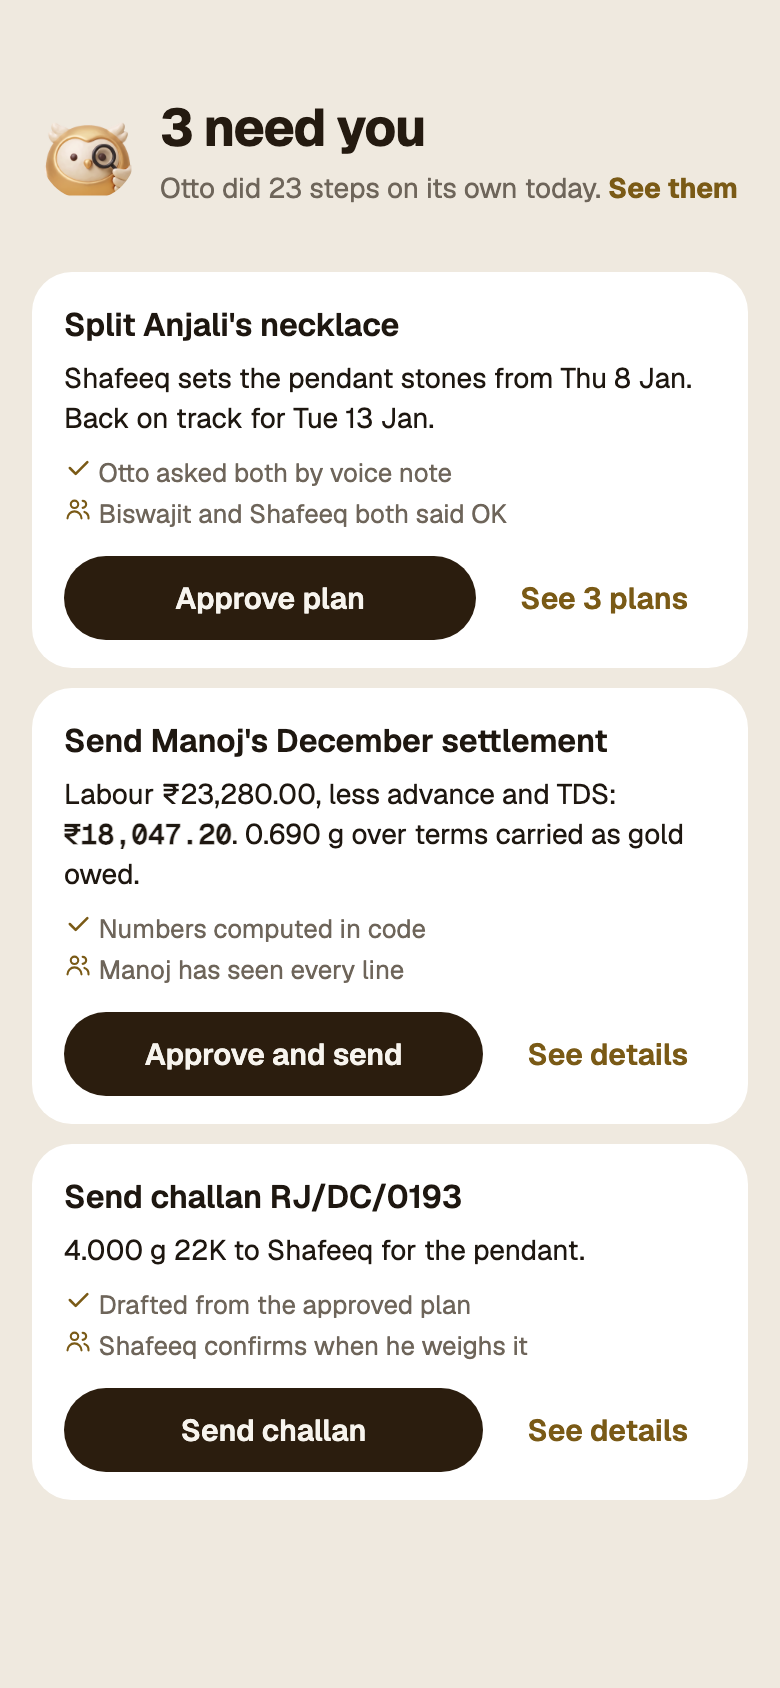 3 need you
Otto did 23 steps on its own today. See them
Split Anjali's necklace
Shafeeq sets the pendant stones from Thu 8 Jan.
Back on track for Tue 13 Jan.
Otto asked both by voice note
Biswajit and Shafeeq both said OK
Approve plan
See 3 plans
Send Manoj's December settlement
Labour ₹23,280.00, less advance and TDS:
₹18,047.20. 0.690 g over terms carried as gold
owed.
Numbers computed in code
Manoj has seen every line
Approve and send
See details
Send challan RJ/DC/0193
4.000 g 22K to Shafeeq for the pendant.
Drafted from the approved plan
Shafeeq confirms when he weighs it
Send challan
See details